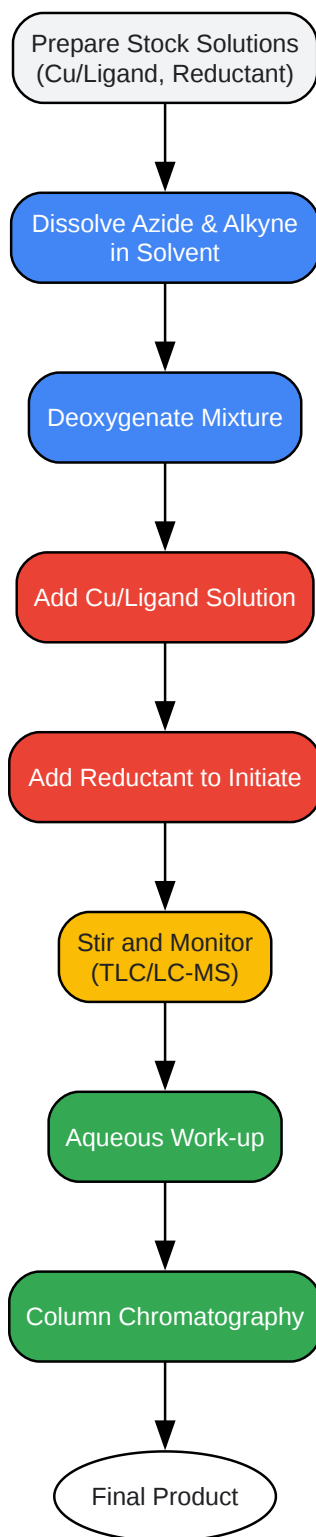 Prepare Stock Solutions
(Cu/Ligand, Reductant)
Dissolve Azide & Alkyne
in Solvent
Deoxygenate Mixture
Add Cu/Ligand Solution
Add Reductant to Initiate
Stir and Monitor
(TLC/LC-MS)
Aqueous Work-up
Column Chromatography
Final Product